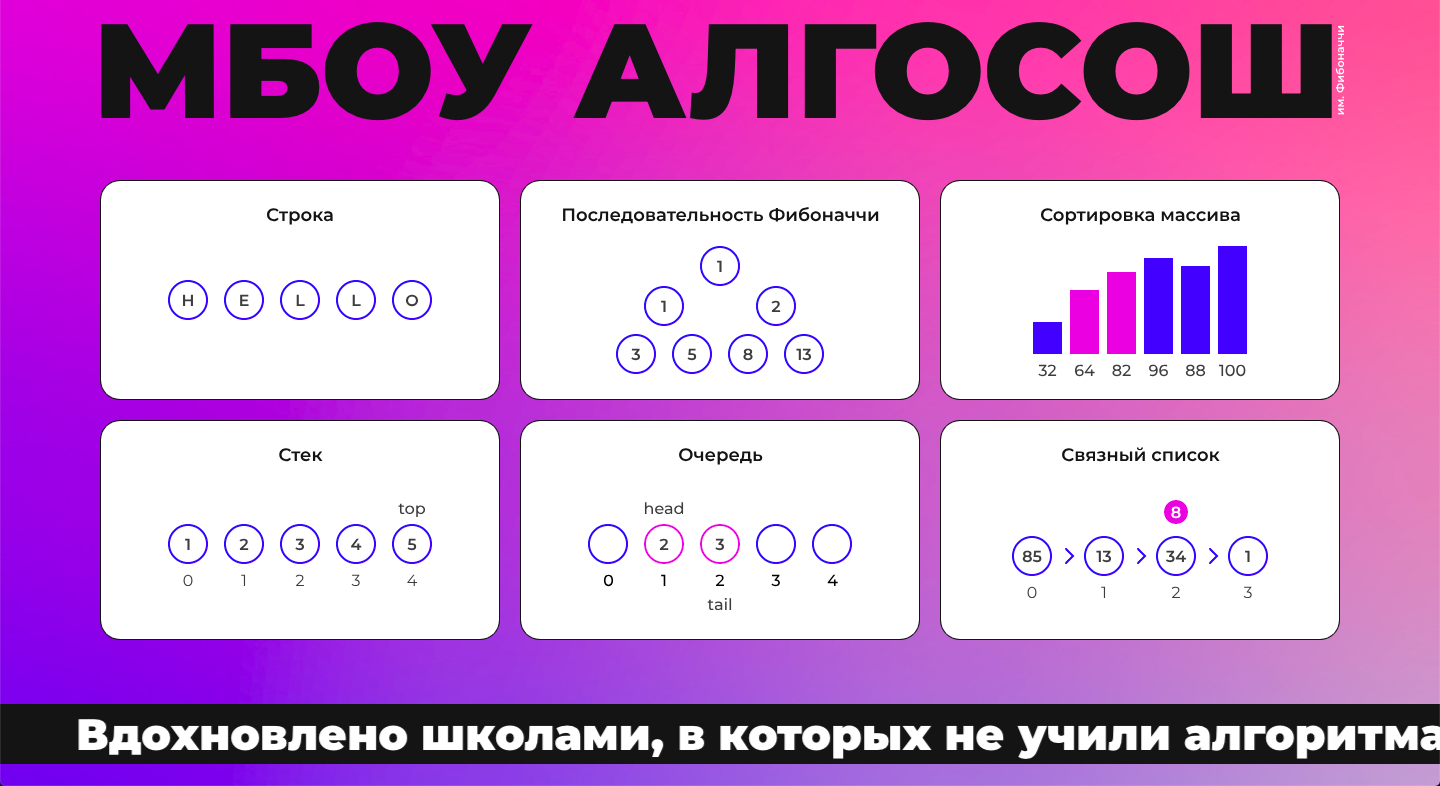 МБОУ АЛГОСОШ
им. Фибоначчи
Строка
H E L L O
Последовательность Фибоначчи
1
1 2
3 5 8 13
Сортировка массива
32 64 82 96 88 100
Стек
top
1 2 3 4 5
0 1 2 3 4
Очередь
head
2 3
0 1 2 3 4
tail
Связный список
8
85 > 13 > 34 > 1
0 1 2 3
Вдохновлено школами, в которых не учили алгоритма